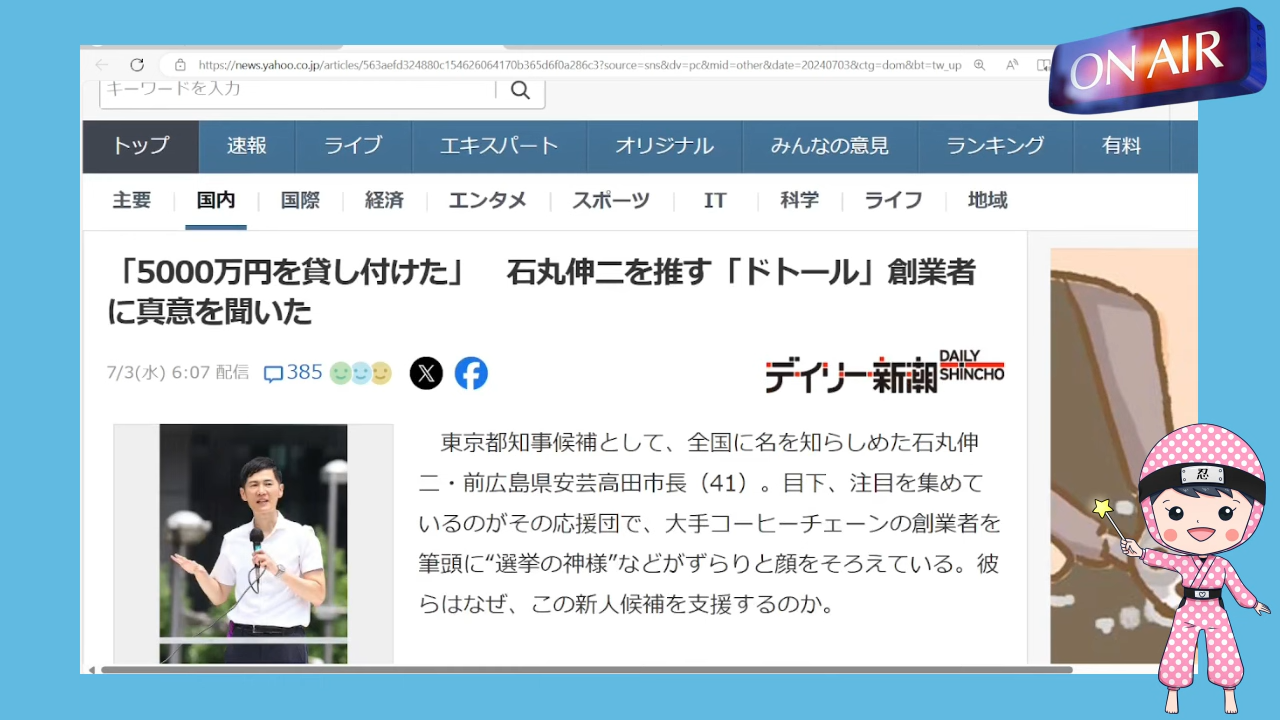 ON AIR
https://news.yahoo.co.jp/articles/563aefd324880c154626064170b365d6f0a286c3?source=sns&dv=pc&mid=other&date=20240703&ctg=dom&bt=tw_up
キーワードを入力
トップ 速報 ライブ エキスパート オリジナル みんなの意見 ランキング 有料
主要 国内 国際 経済 エンタメ スポーツ IT 科学 ライフ 地域
「5000万円を貸し付けた」 石丸伸二を推す「ドトール」創業者
に真意を聞いた
7/3(水) 6:07 配信 385
デイリー新潮 DAILY SHINCHO
東京都知事候補として、全国に名を知らしめた石丸伸
二・前広島県安芸高田市長（41）。目下、注目を集めて
いるのがその応援団で、大手コーヒーチェーンの創業者を
筆頭に“選挙の神様”などがずらりと顔をそろえている。彼
らはなぜ、この新人候補を支援するのか。
忍